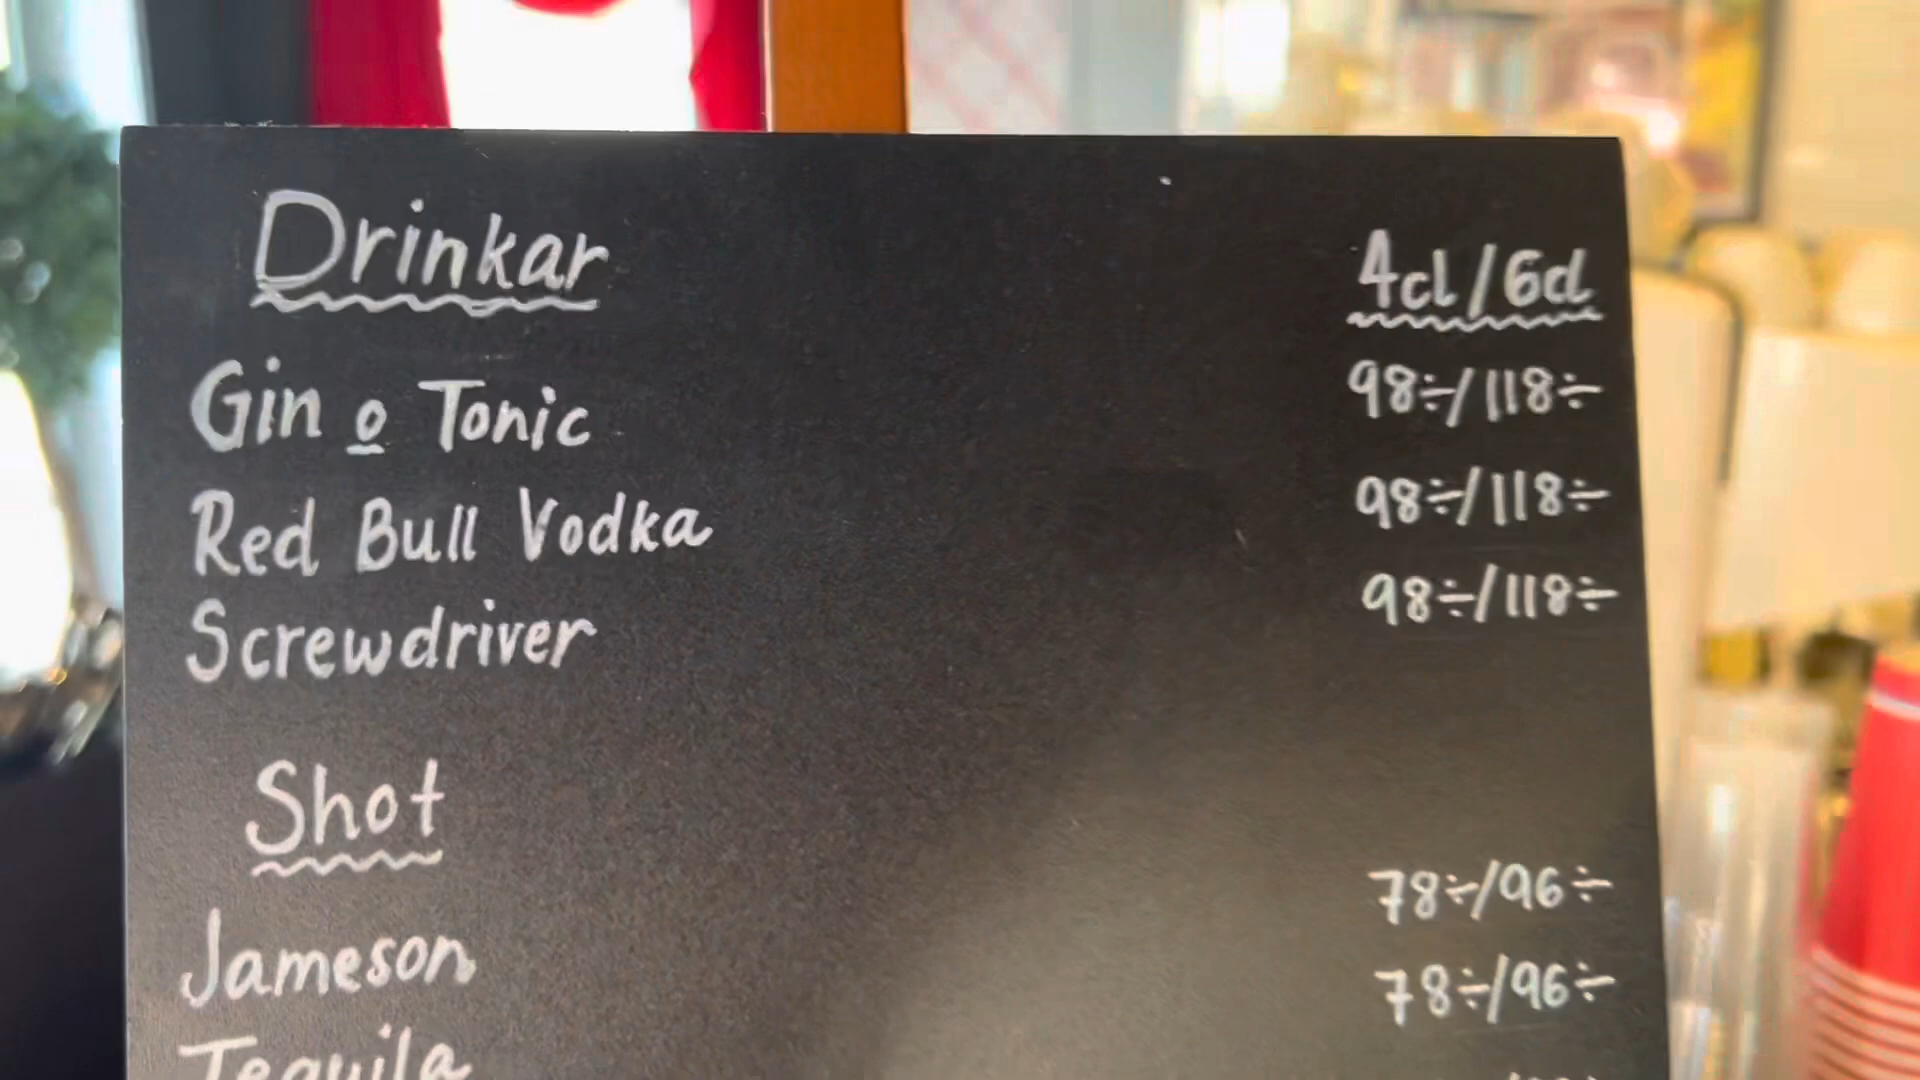 Drinkar 4cl/6cl
Gin o Tonic 98÷/118÷
Red Bull Vodka 98÷/118÷
Screwdriver 98÷/118÷
Shot
Jameson 78÷/96÷
Tequila 78÷/96÷